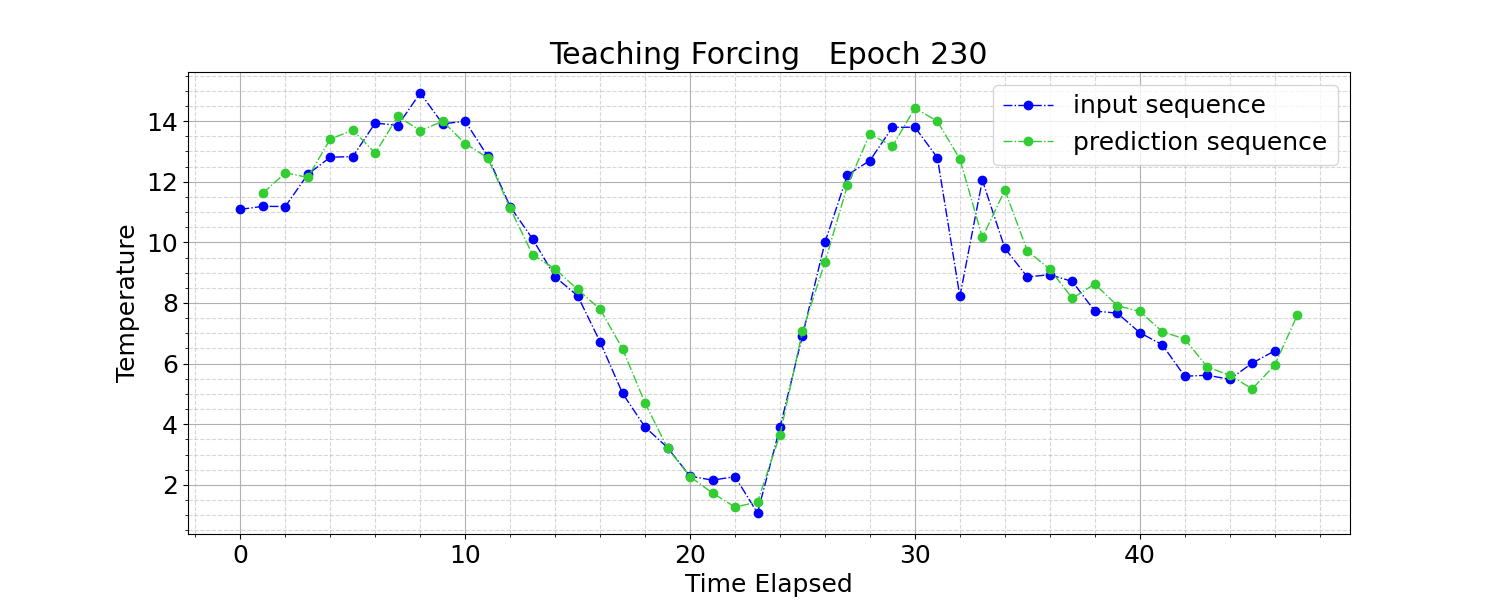 Teaching Forcing   Epoch 230
input sequence
prediction sequence
Temperature
14
12
10
8
6
4
2
0 10 20 30 40
Time Elapsed